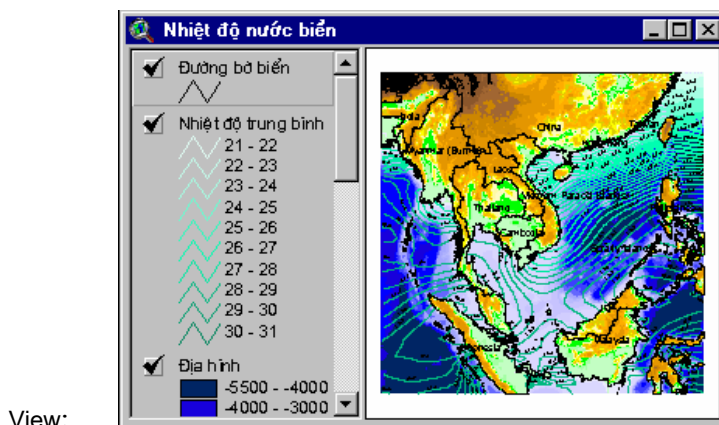 Nhiệt độ nước biển
Đường bờ biển
Nhiệt độ trung bình
21 - 22
22 - 23
23 - 24
24 - 25
25 - 26
26 - 27
27 - 28
28 - 29
29 - 30
30 - 31
Địa hình
-5500 - -4000
-4000 - -3000
China
Laos
Thailand
Cambodia
Malaysia
View: